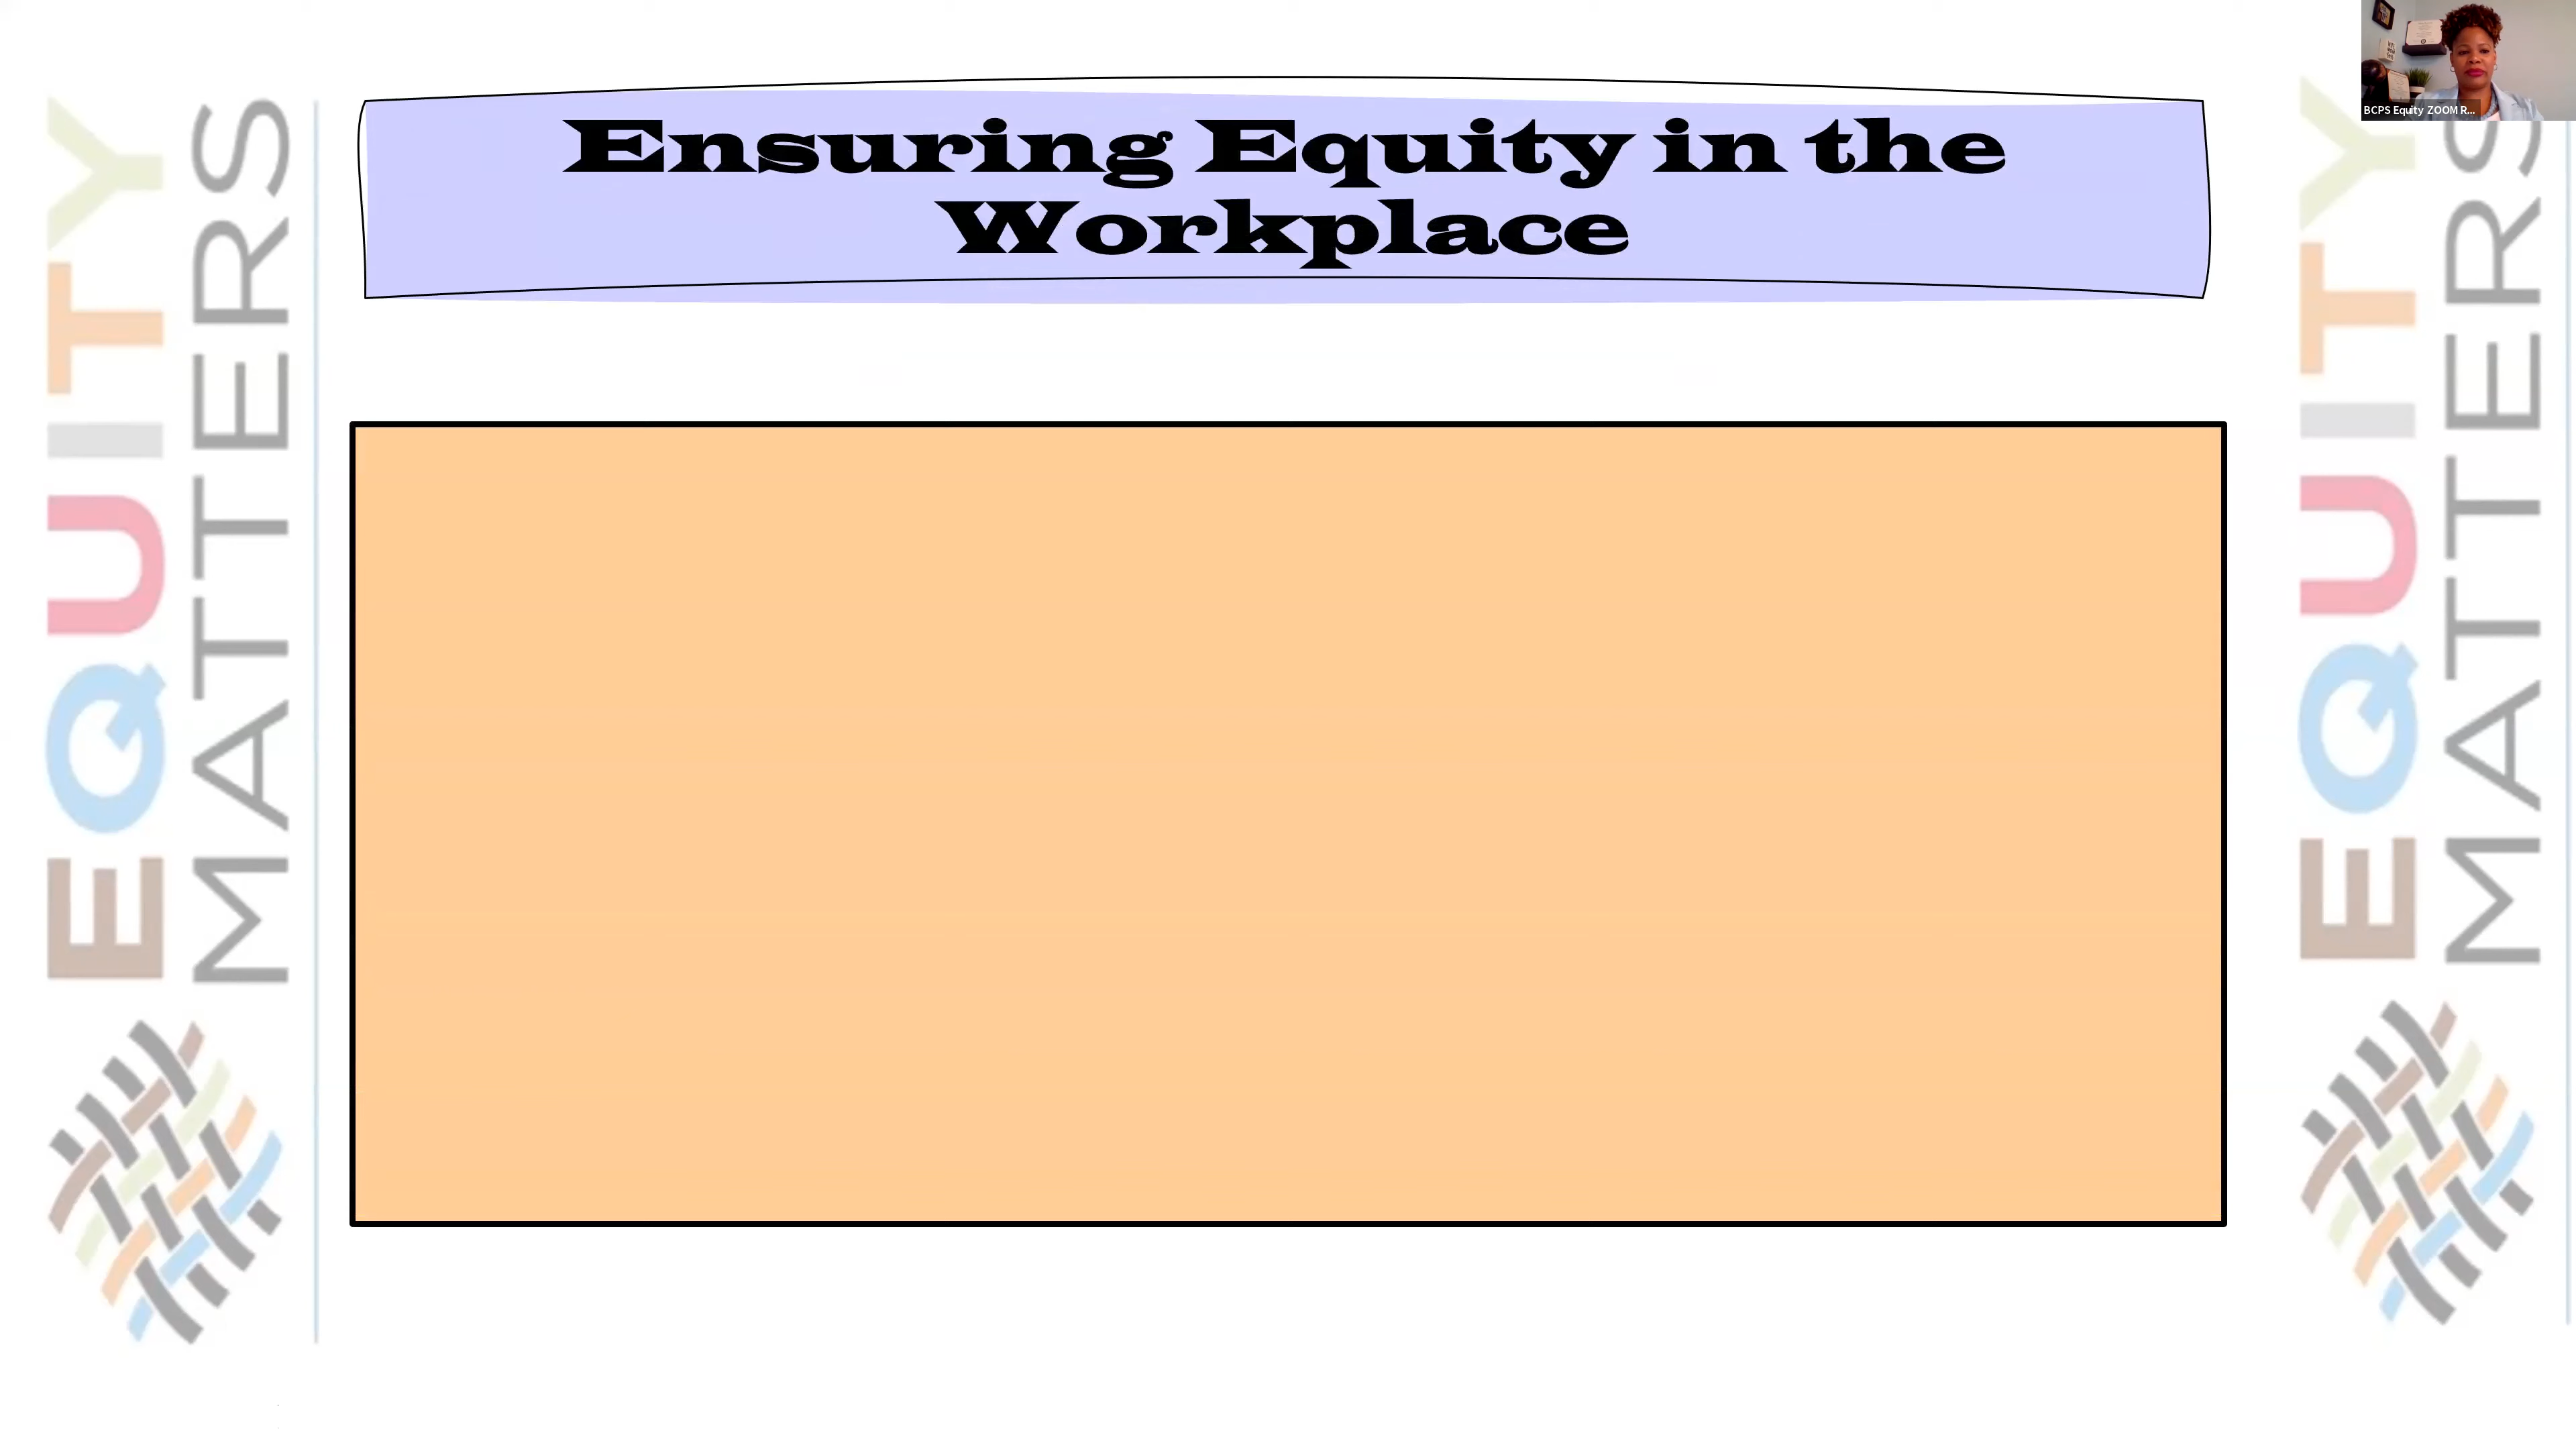 Ensuring Equity in the
Workplace
EQUITY
MATTERS
EQUITY
MATTERS
BCPS Equity ZOOM R...